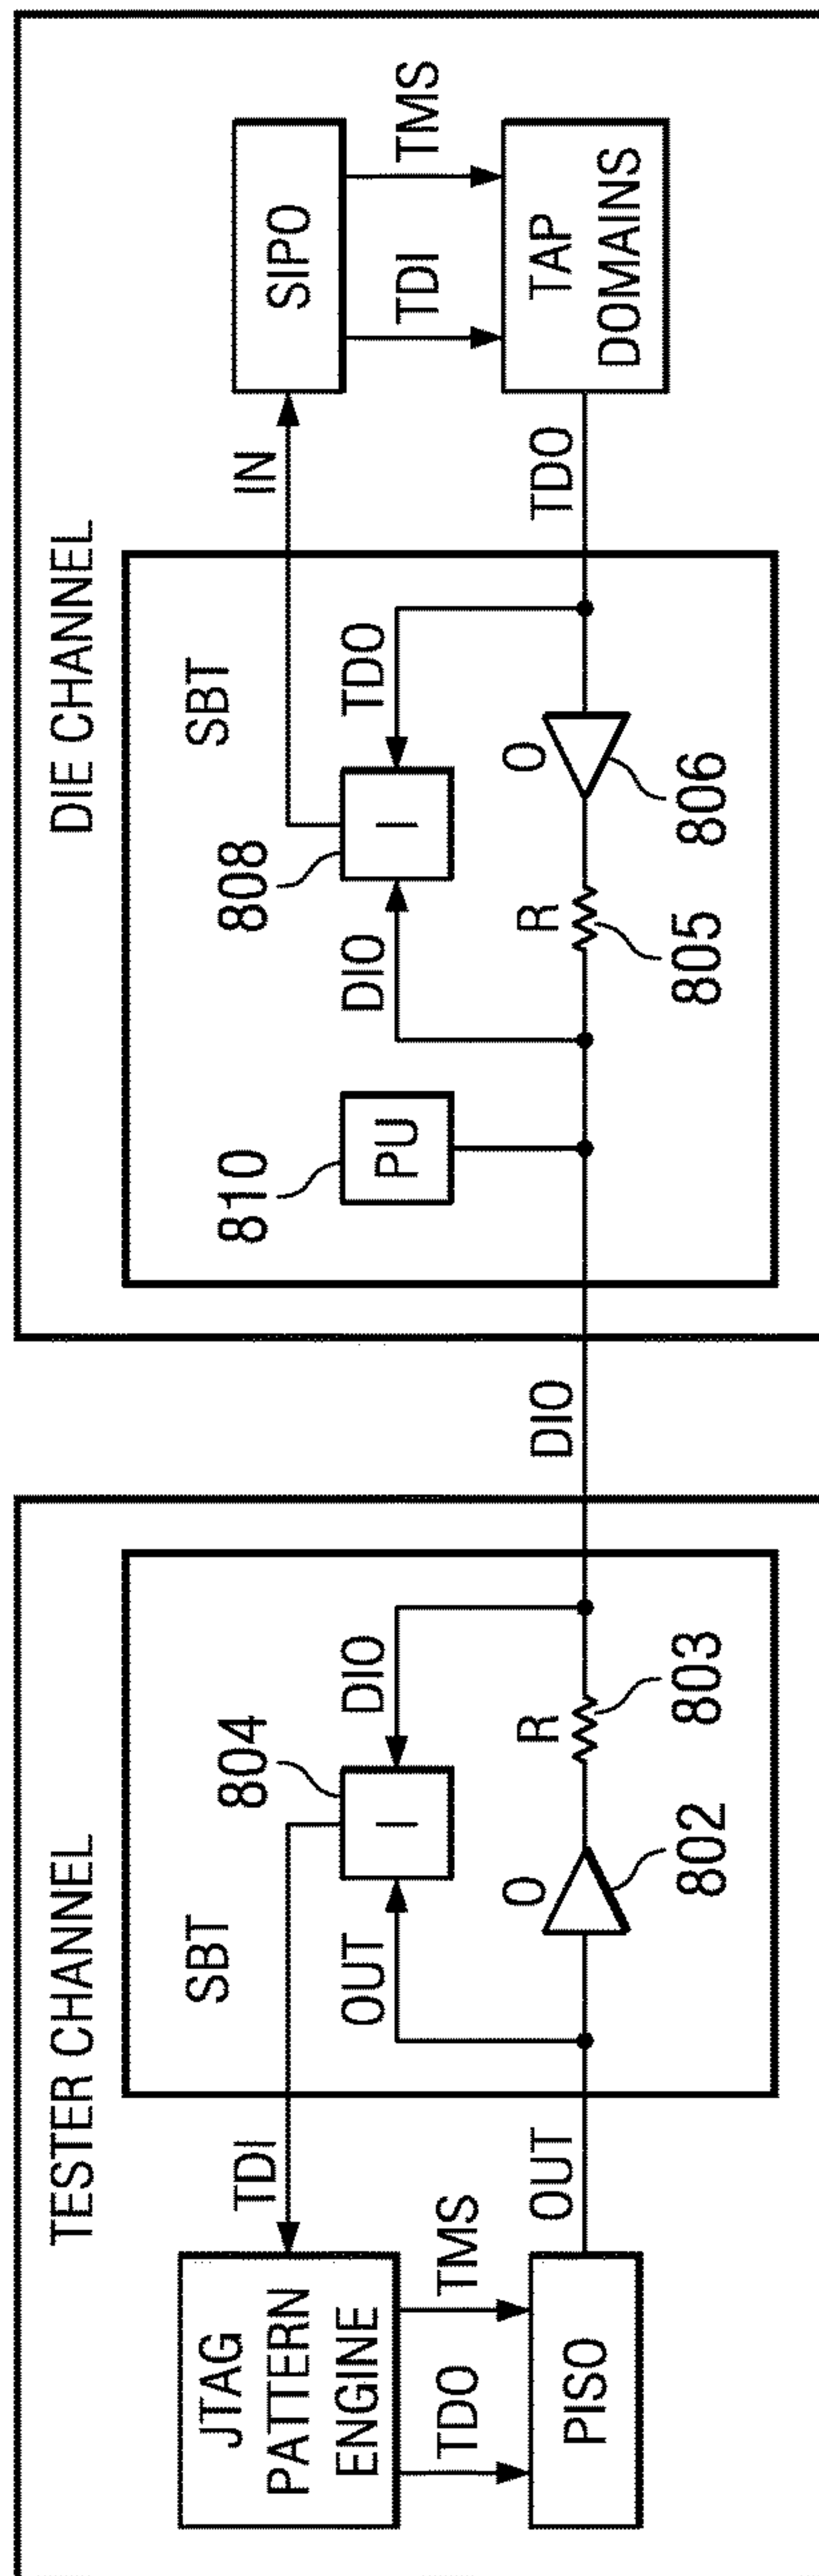 TESTER CHANNEL
JTAG
PATTERN
ENGINE
TDI
TDO
TMS
PISO
OUT
SBT
804
I
OUT
DIO
O
R
802
803
DIO
DIE CHANNEL
SBT
810
PU
808
I
DIO
TDO
R
O
805
806
IN
TDO
SIPO
TDI
TMS
TAP
DOMAINS